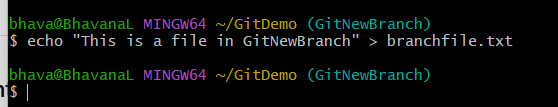 bhava@BhavanaL MINGW64 ~/GitDemo (GitNewBranch)
$ echo "This is a file in GitNewBranch" > branchfile.txt
bhava@BhavanaL MINGW64 ~/GitDemo (GitNewBranch)
$